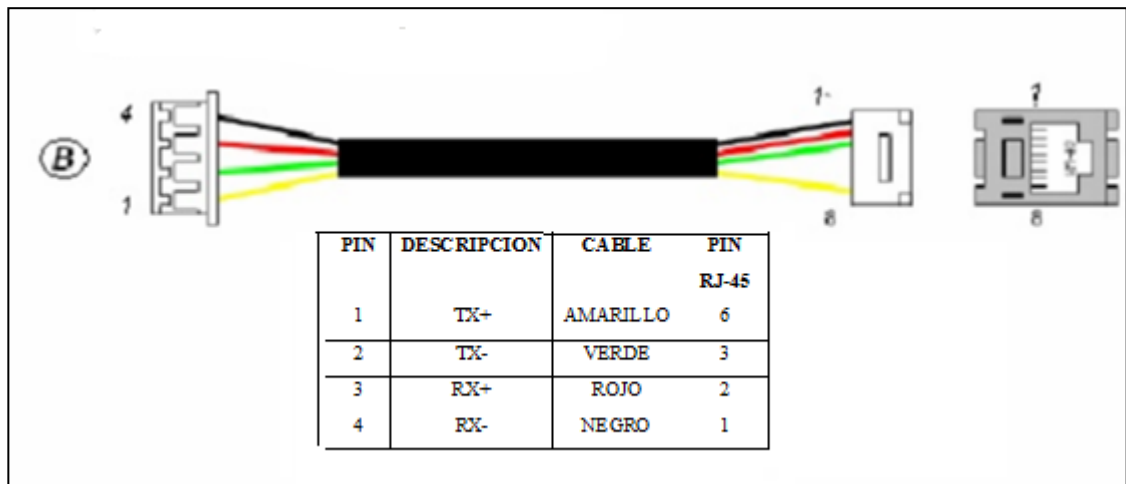 4
1-
1
B
1
8
8
PIN DESCRIPCION CABLE PIN RJ-45
1 TX+ AMARILLO 6
2 TX- VERDE 3
3 RX+ ROJO 2
4 RX- NEGRO 1